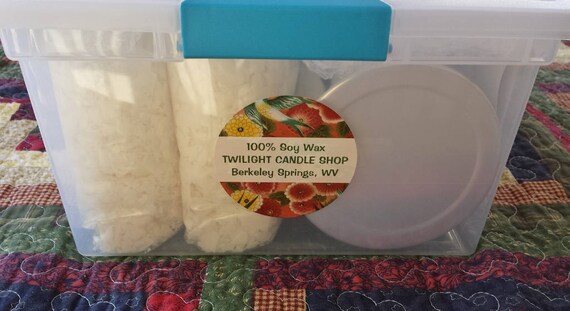 100% Soy Wax
TWILIGHT CANDLE SHOP
Berkeley Springs, WV